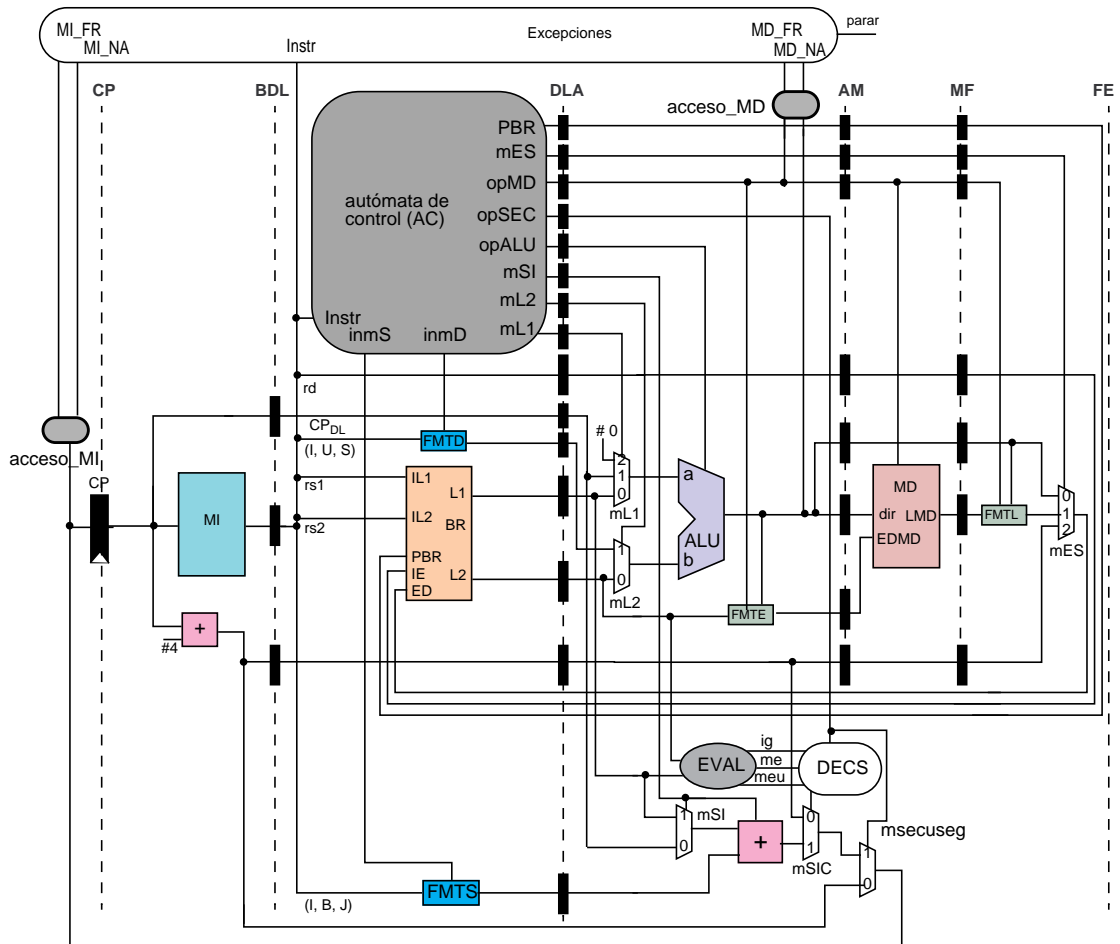 MI_FR
MI_NA
Instr
Excepciones
MD_FR
MD_NA
parar
CP
BDL
DLA
acceso_MD
AM
MF
FE
autómata de
control (AC)
PBR
mES
opMD
opSEC
opALU
mSI
mL2
mL1
Instr
inmS
inmD
rd
CPDL
(I, U, S)
FMTD
# 0
2
1
0
mL1
acceso_MI
CP
MI
rs1
rs2
IL1
IL2
L1
BR
PBR
IE
ED
L2
1
0
mL2
a
ALU
b
MD
dir
LMD
EDMD
FMTL
0
1
2
mES
FMTE
+
#4
EVAL
ig
me
meu
DECS
1
0
mSI
+
0
1
mSIC
msecuseg
1
0
FMTS
(I, B, J)